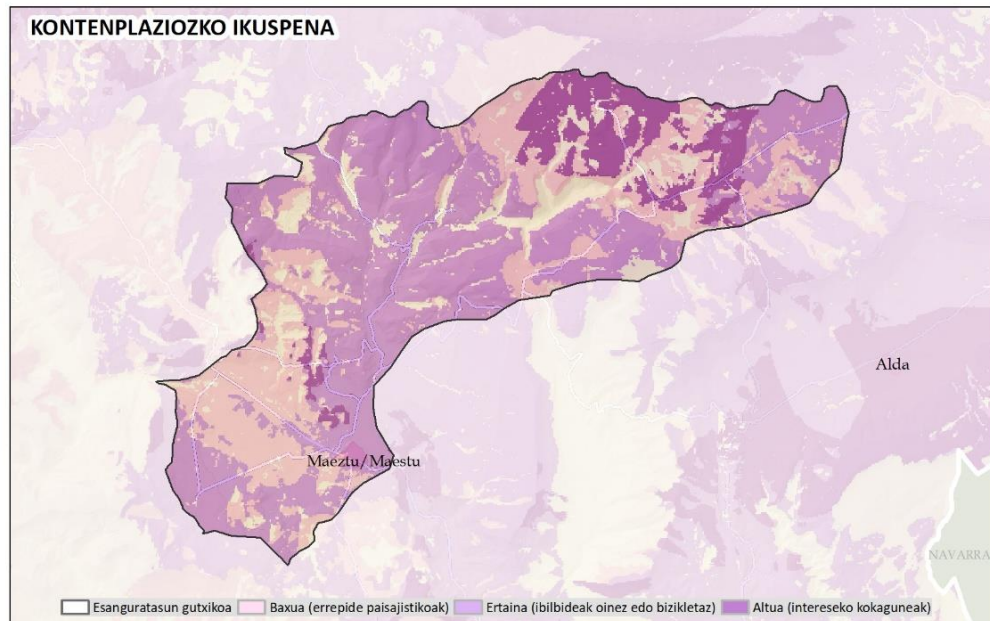 KONTENPLAZIOZKO IKUSPENA
Alda
Maeztu/Maestu
NAVARRA
Esanguratasun gutxikoa
Baxua (errepide paisajistikoak)
Ertaina (ibilbideak oinez edo bizikletaz)
Altua (intereseko kokaguneak)